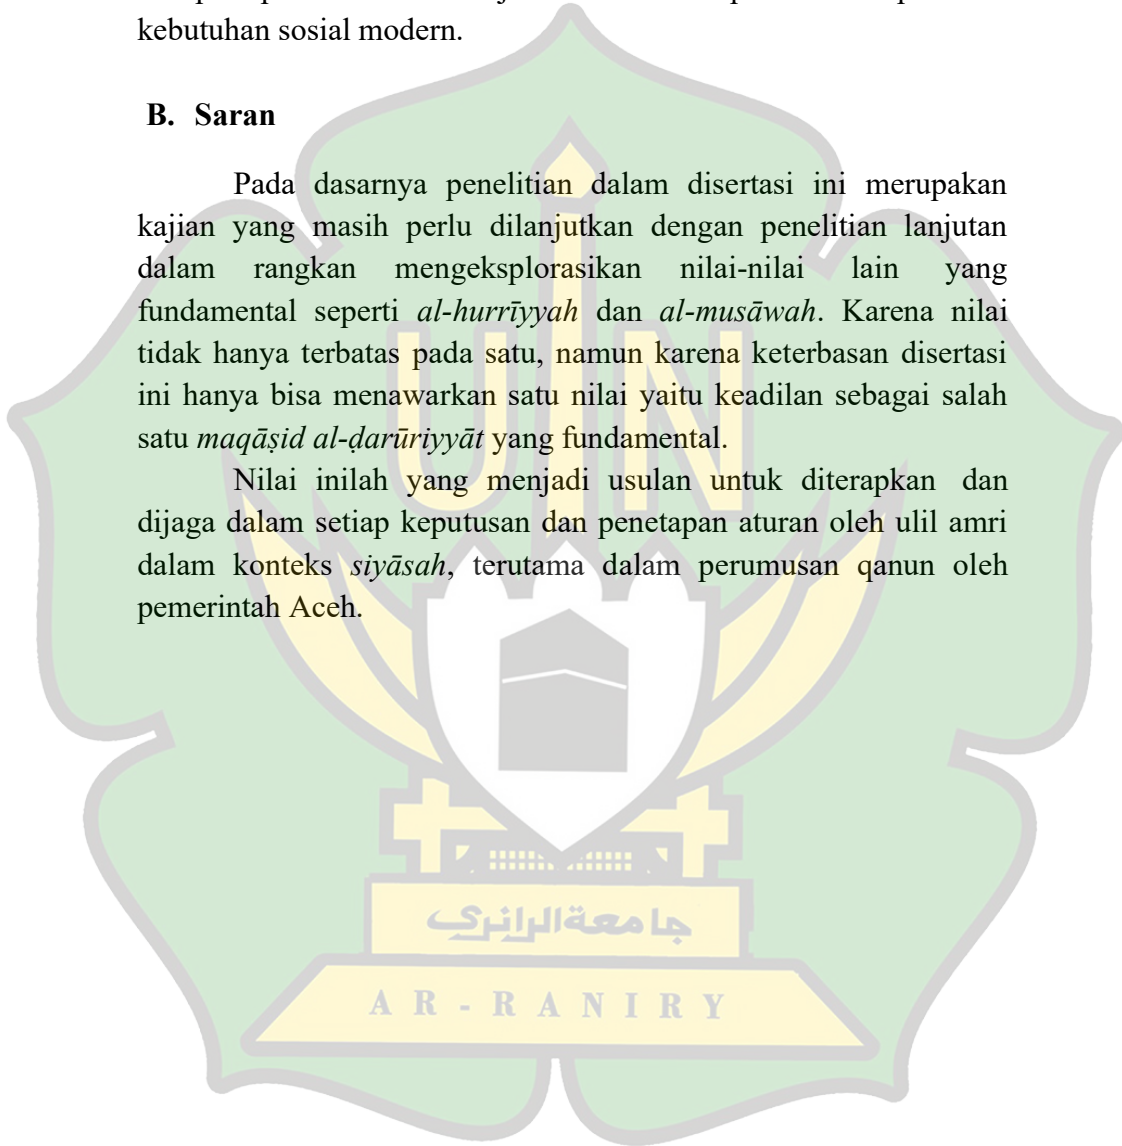 kebutuhan sosial modern.
B. Saran
Pada dasarnya penelitian dalam disertasi ini merupakan
kajian yang masih perlu dilanjutkan dengan penelitian lanjutan
dalam rangkan mengeksplorasikan nilai-nilai lain yang
fundamental seperti al-hurrīyyah dan al-musāwah. Karena nilai
tidak hanya terbatas pada satu, namun karena keterbasan disertasi
ini hanya bisa menawarkan satu nilai yaitu keadilan sebagai salah
satu maqāṣid al-ḍarūriyyāt yang fundamental.
Nilai inilah yang menjadi usulan untuk diterapkan dan
dijaga dalam setiap keputusan dan penetapan aturan oleh ulil amri
dalam konteks siyāsah, terutama dalam perumusan qanun oleh
pemerintah Aceh.
UIN
جامعة الرانري
AR-RANIRY